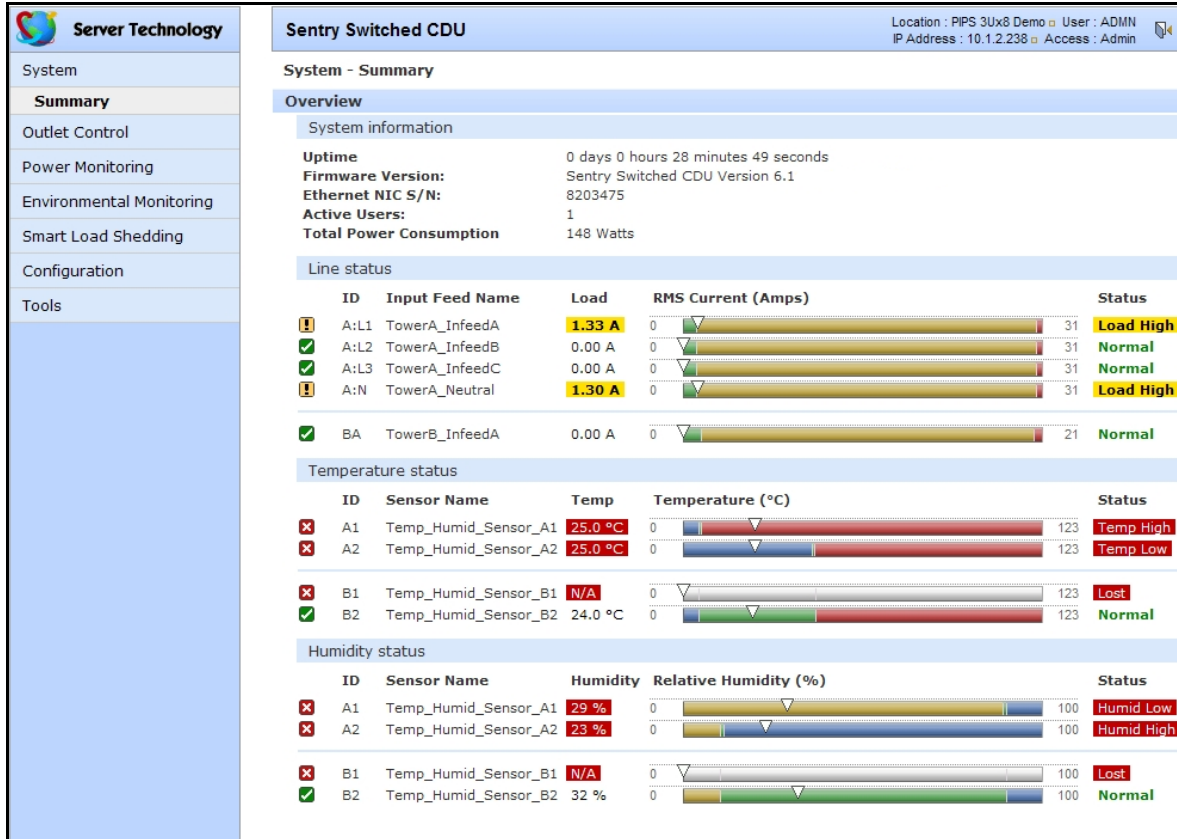 Server Technology
Sentry Switched CDU
Location : PIPS 3Ux8 Demo User : ADMN
IP Address : 10.1.2.238 Access : Admin
System
Summary
Outlet Control
Power Monitoring
Environmental Monitoring
Smart Load Shedding
Configuration
Tools
System - Summary
Overview
System information
Uptime 0 days 0 hours 28 minutes 49 seconds
Firmware Version: Sentry Switched CDU Version 6.1
Ethernet NIC S/N: 8203475
Active Users: 1
Total Power Consumption 148 Watts
Line status
ID Input Feed Name Load RMS Current (Amps) Status
A:L1 TowerA_InfeedA 1.33 A 0 31 Load High
A:L2 TowerA_InfeedB 0.00 A 0 31 Normal
A:L3 TowerA_InfeedC 0.00 A 0 31 Normal
A:N TowerA_Neutral 1.30 A 0 31 Load High
BA TowerB_InfeedA 0.00 A 0 21 Normal
Temperature status
ID Sensor Name Temp Temperature (°C) Status
A1 Temp_Humid_Sensor_A1 25.0 °C 0 123 Temp High
A2 Temp_Humid_Sensor_A2 25.0 °C 0 123 Temp Low
B1 Temp_Humid_Sensor_B1 N/A 0 123 Lost
B2 Temp_Humid_Sensor_B2 24.0 °C 0 123 Normal
Humidity status
ID Sensor Name Humidity Relative Humidity (%) Status
A1 Temp_Humid_Sensor_A1 29 % 0 100 Humid Low
A2 Temp_Humid_Sensor_A2 23 % 0 100 Humid High
B1 Temp_Humid_Sensor_B1 N/A 0 100 Lost
B2 Temp_Humid_Sensor_B2 32 % 0 100 Normal